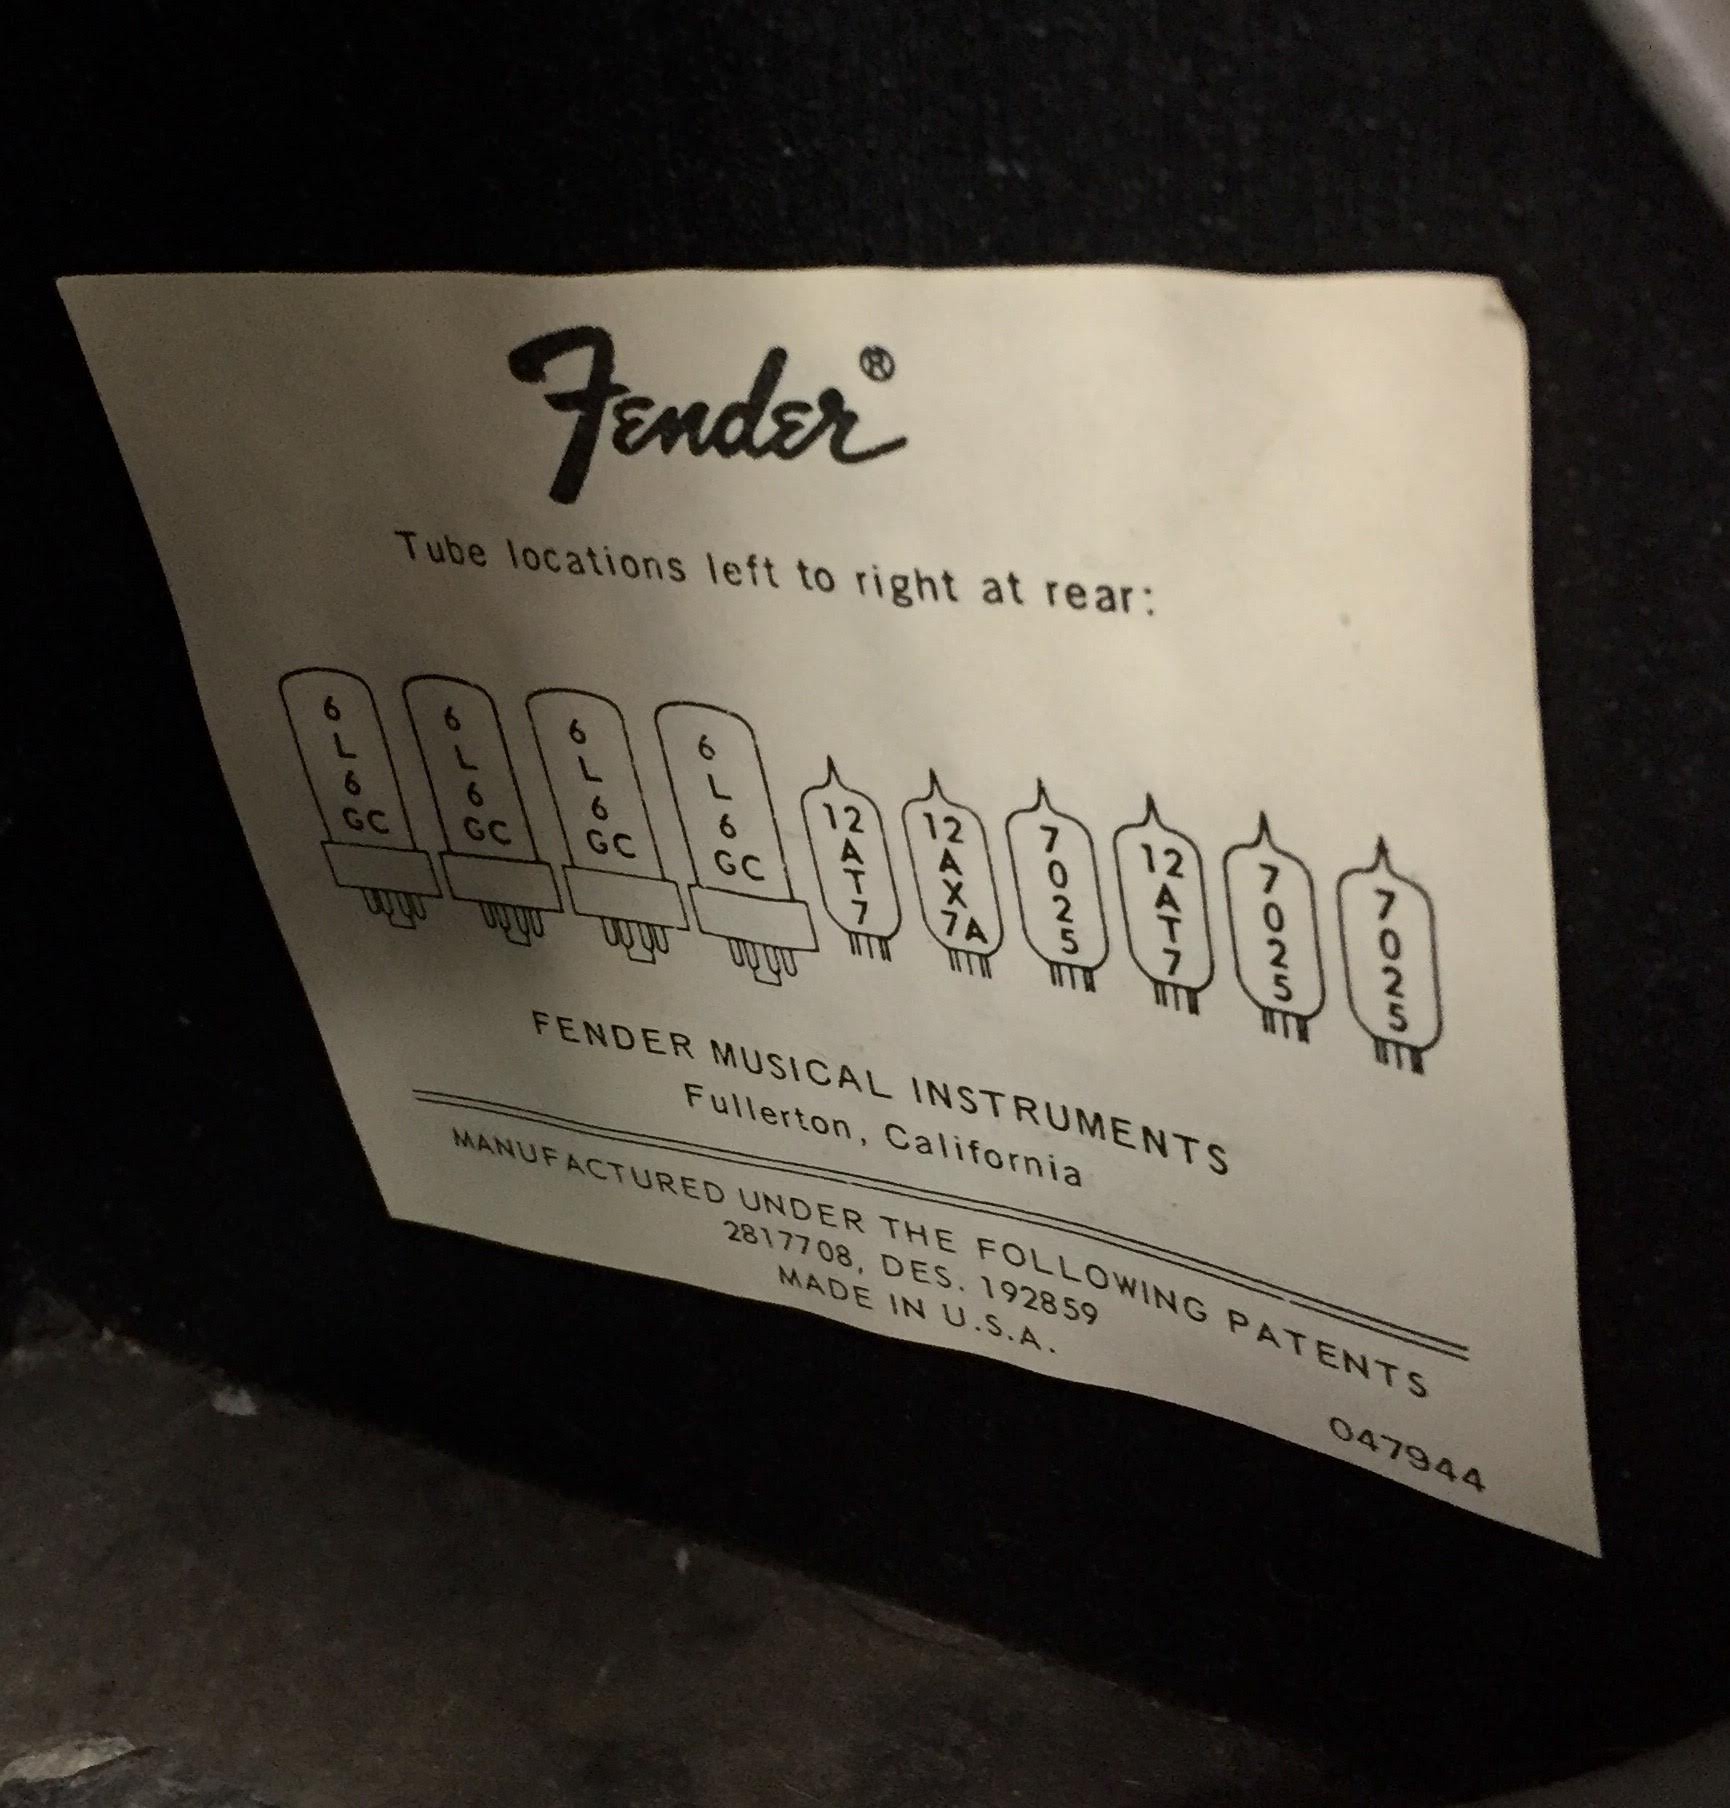 Fender®
Tube locations left to right at rear:
6L6GC 6L6GC 6L6GC 6L6GC 12AT7 12AX7A 7025 12AT7 7025 7025
FENDER MUSICAL INSTRUMENTS
Fullerton, California
MANUFACTURED UNDER THE FOLLOWING PATENTS
2817708, DES. 192859
MADE IN U.S.A.
047944